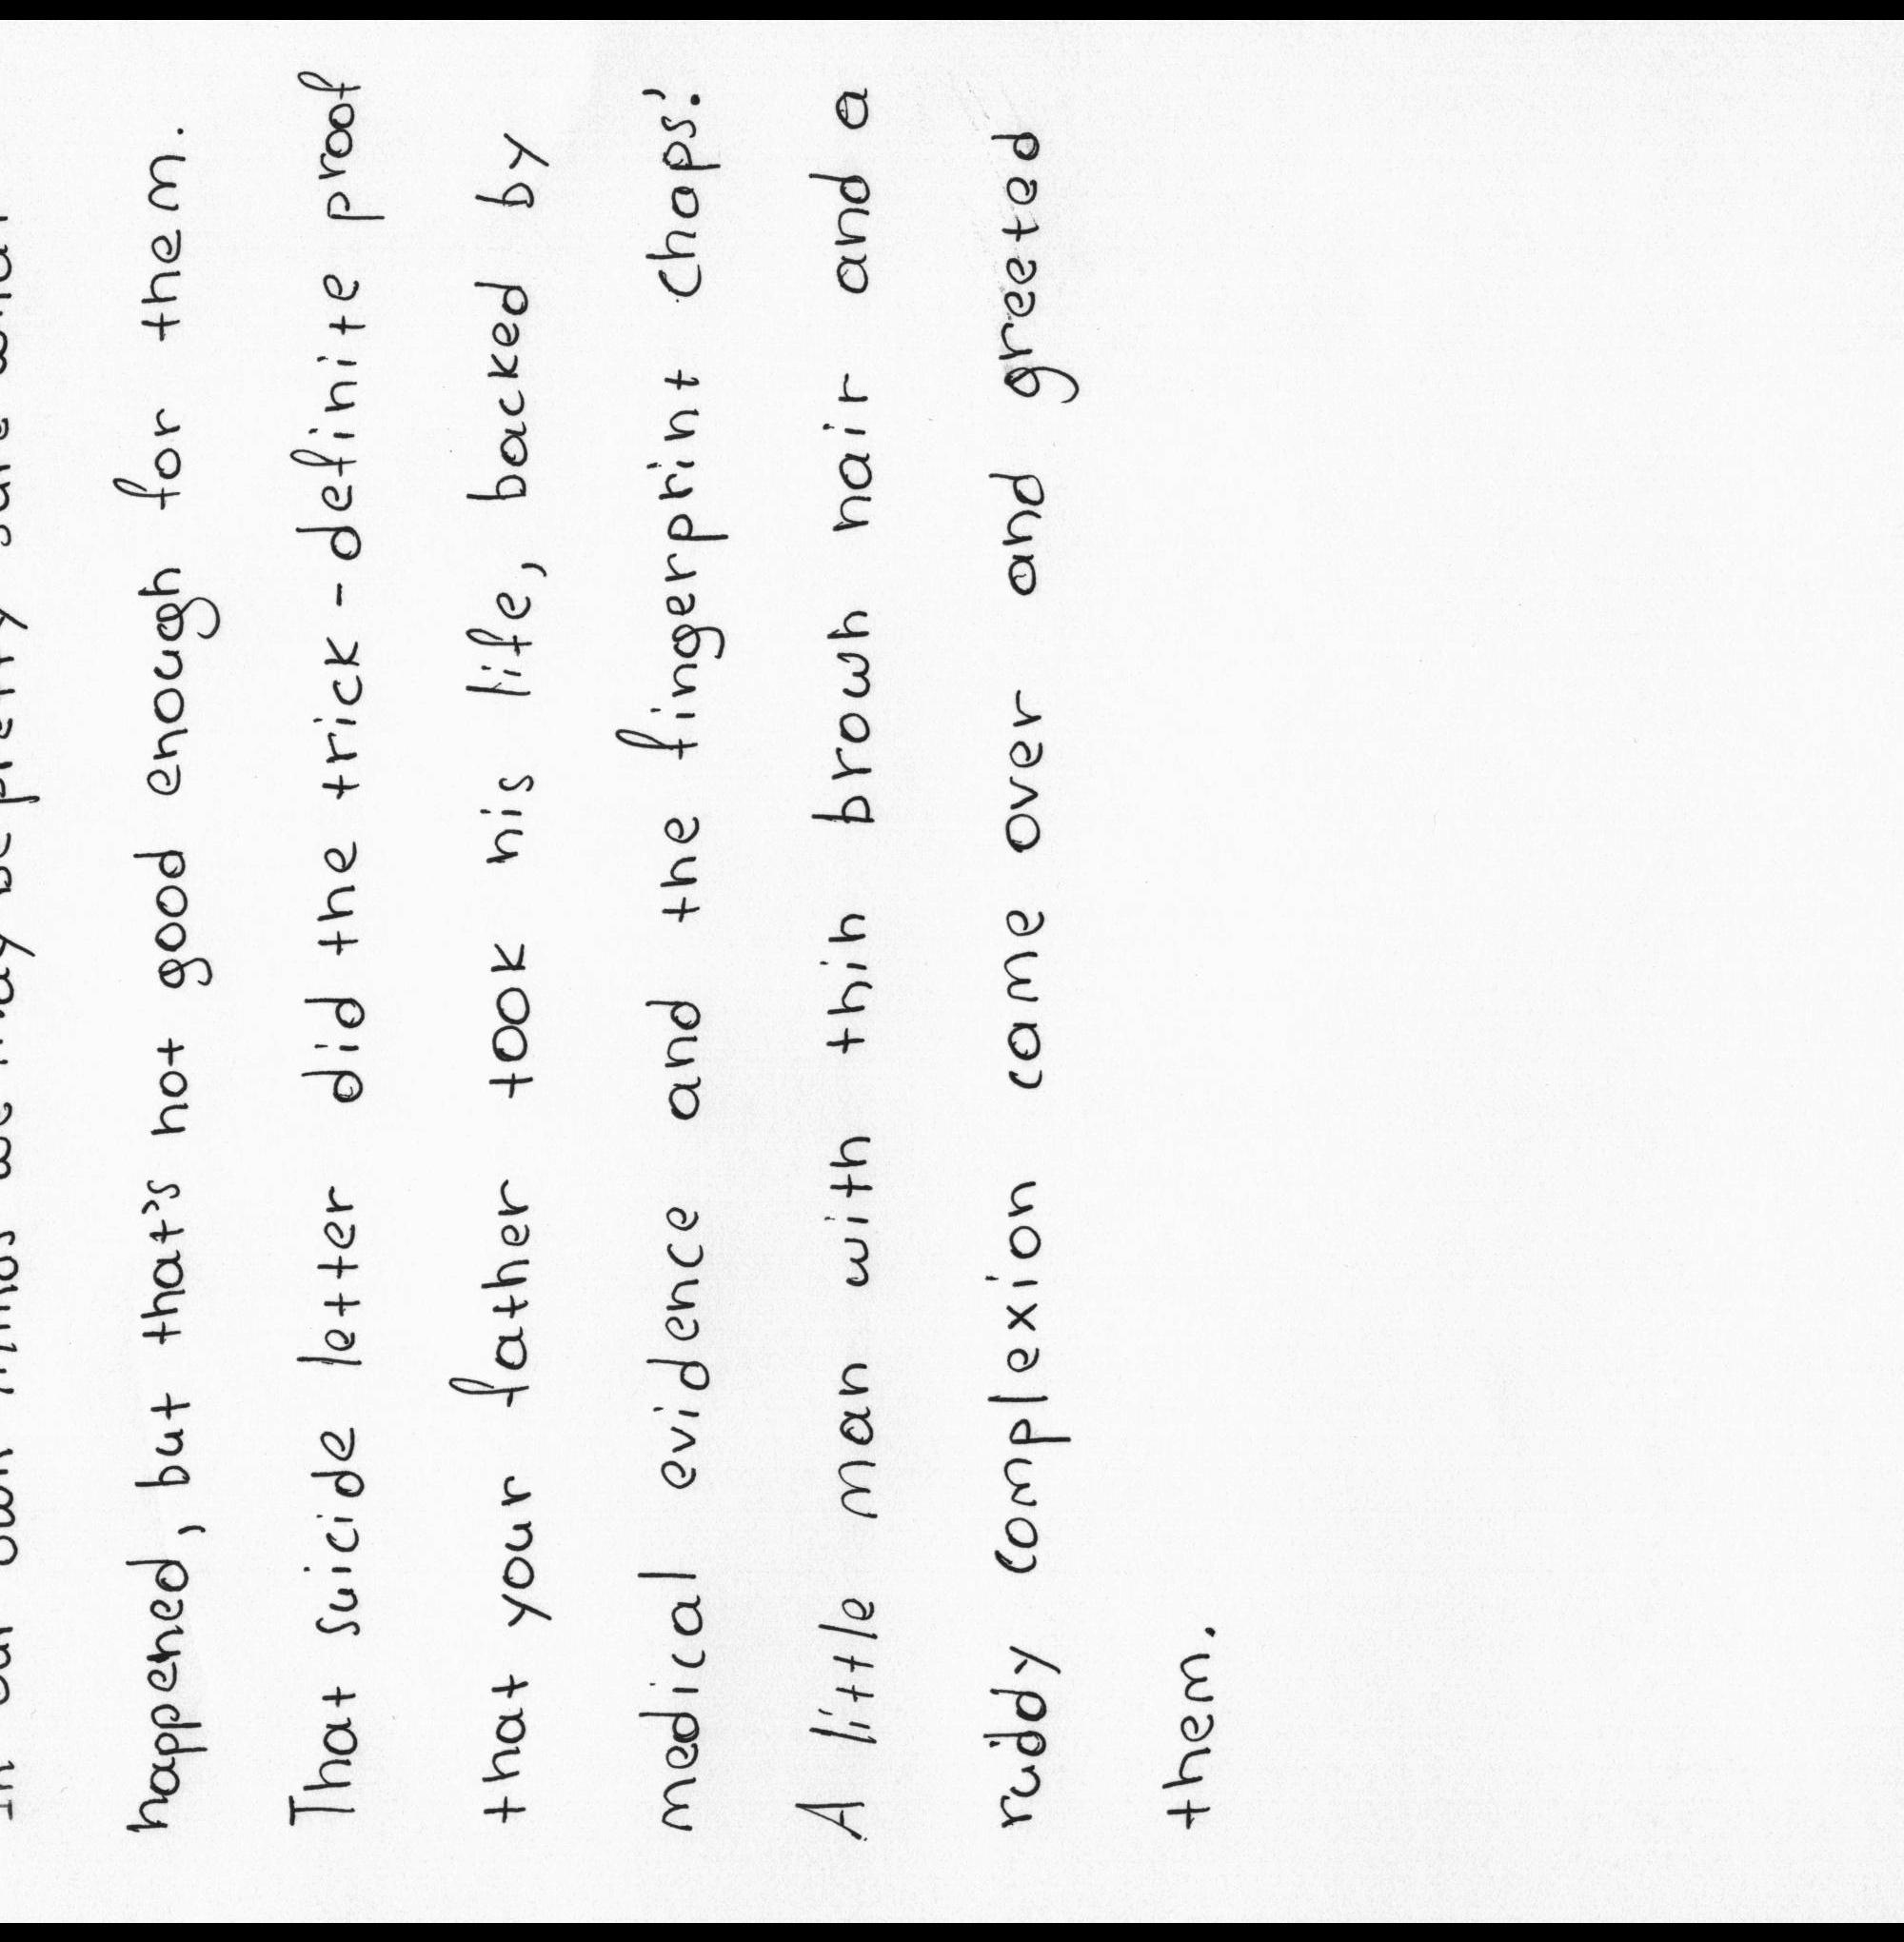 In our own minds we may be pretty sure what
happened, but that's not good enough for them.
That suicide letter did the trick-definite proof
that your father took his life, backed by
medical evidence and the fingerprint chops.'
A little man with thin brown hair and a
ruddy complexion came over and greeted
them.